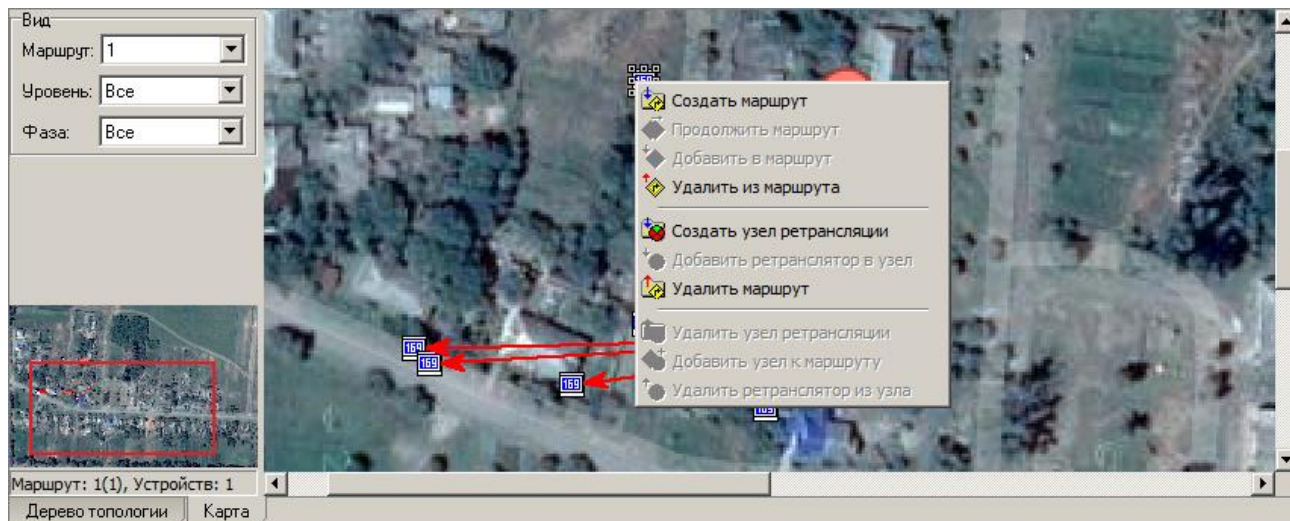 Вид
Маршрут: 1
Уровень: Все
Фаза: Все
Создать маршрут
Продолжить маршрут
Добавить в маршрут
Удалить из маршрута
Создать узел ретрансляции
Добавить ретранслятор в узел
Удалить маршрут
Удалить узел ретрансляции
Добавить узел к маршруту
Удалить ретранслятор из узла
169
169
169
169
Маршрут: 1(1), Устройств: 1
Дерево топологии
Карта